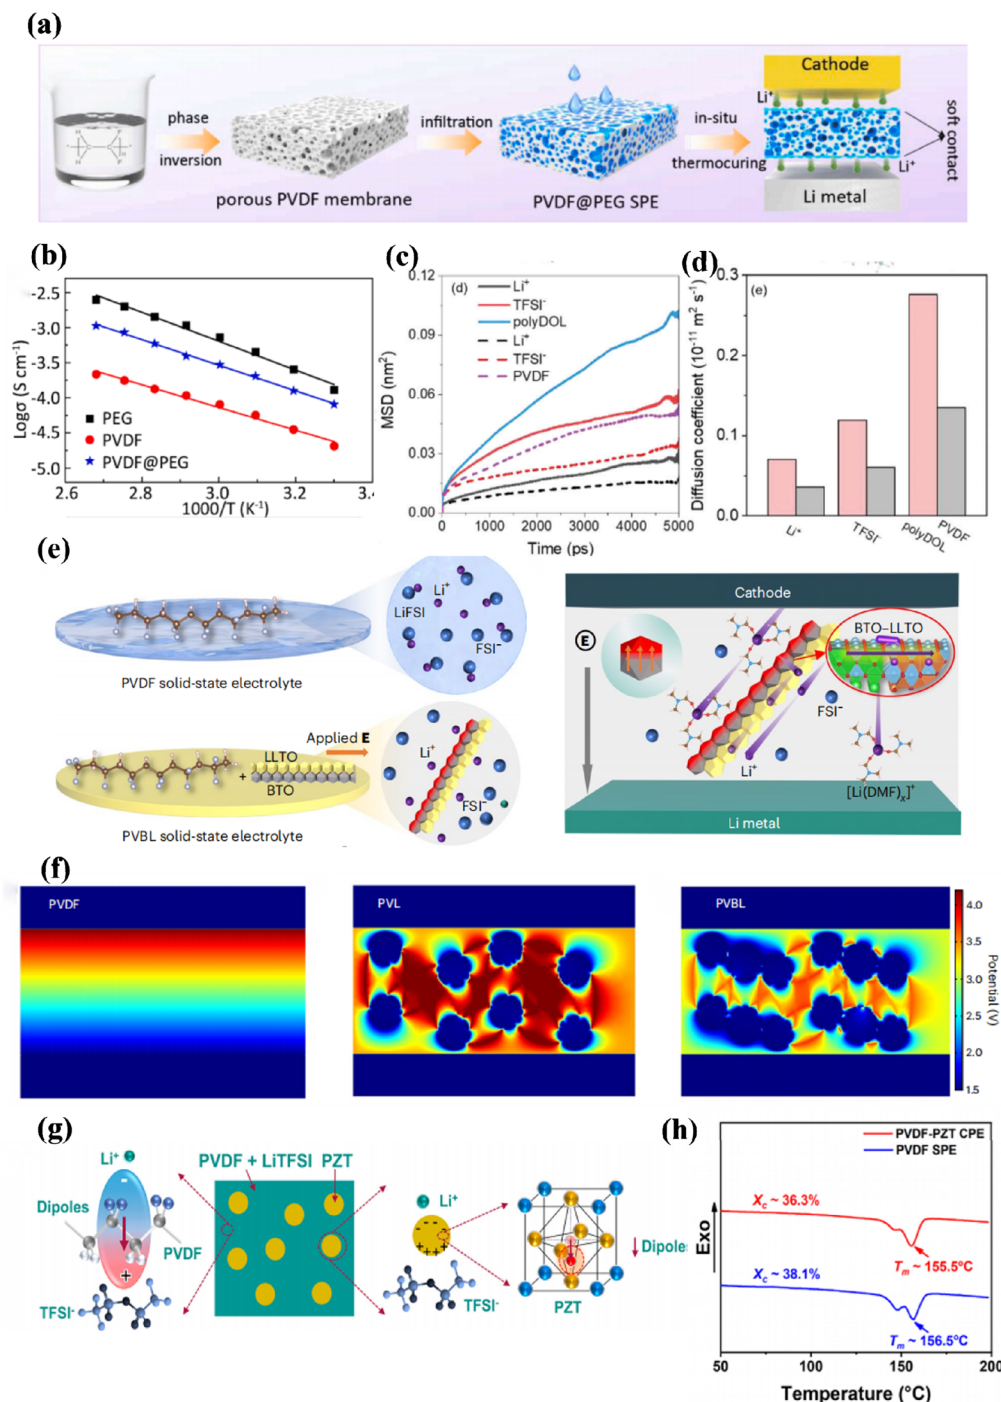 (a)
Cathode
Li⁺
phase
inversion
infiltration
in-situ
thermocuring
soft contact
Li⁺
porous PVDF membrane
PVDF@PEG SPE
Li metal
H
F
H
F
(b)
-2.5
-3.0
-3.5
-4.0
-4.5
-5.0
Logσ (S cm⁻¹)
PEG
PVDF
PVDF@PEG
2.6
2.8
3.0
3.2
3.4
1000/T (K⁻¹)
(c)
(d)
0.12
0.09
0.06
0.03
0.00
MSD (nm²)
Li⁺
TFSI⁻
polyDOL
Li⁺
TFSI⁻
PVDF
0
1000
2000
3000
4000
5000
Time (ps)
(d)
(e)
0.3
0.2
0.1
0.0
Diffusion coefficient (10⁻¹¹ m² s⁻¹)
Li⁺
TFSI⁻
polyDOL
PVDF
(e)
Li⁺
LiFSI
FSI⁻
PVDF solid-state electrolyte
Applied E
LLTO
+
BTO
Li⁺
FSI⁻
PVBL solid-state electrolyte
Cathode
E
BTO–LLTO
FSI⁻
Li⁺
[Li(DMF)ₓ]⁺
Li metal
(f)
PVDF
PVL
PVBL
4.0
3.5
3.0
2.5
2.0
1.5
Potential (V)
(g)
Li⁺
PVDF + LiTFSI PZT
Dipoles
-
+
PVDF
TFSI⁻
Li⁺
- - - -
+ + + +
TFSI⁻
Dipoles
PZT
(h)
PVDF-PZT CPE
PVDF SPE
Xc ~ 36.3%
Tm ~ 155.5°C
Xc ~ 38.1%
Tm ~ 156.5°C
Exo
50
100
150
200
Temperature (°C)